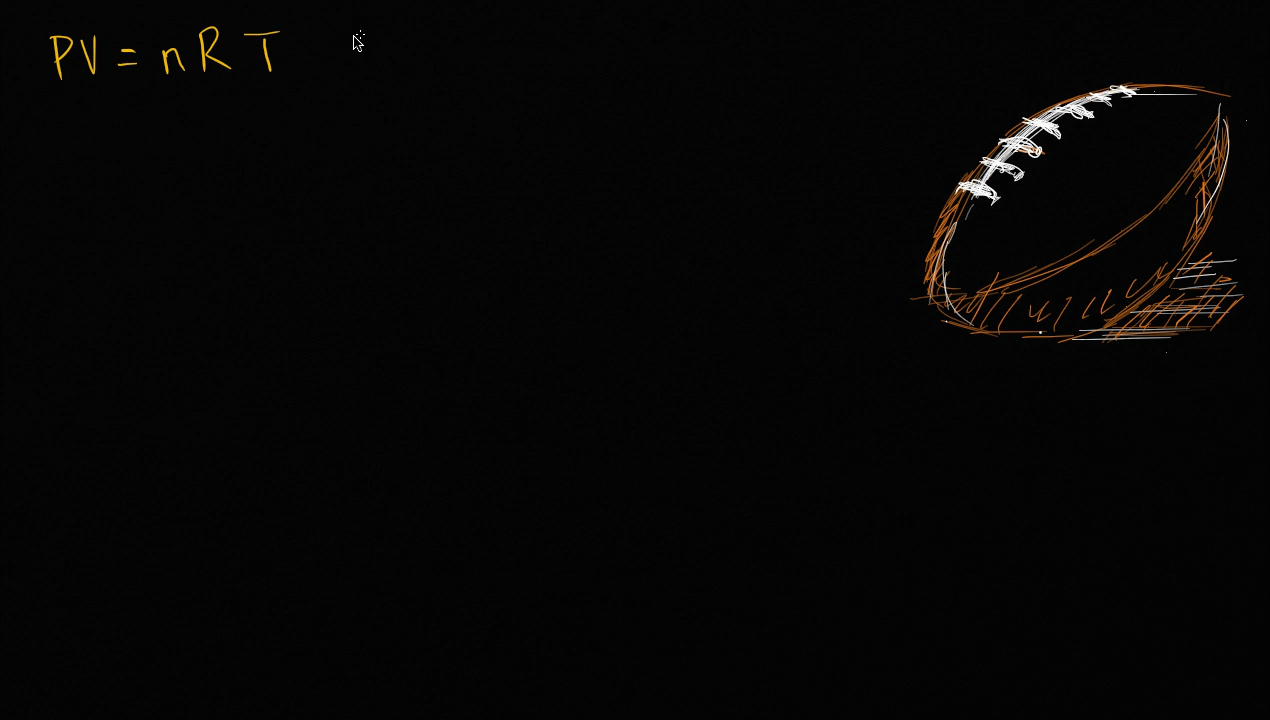 PV = nRT